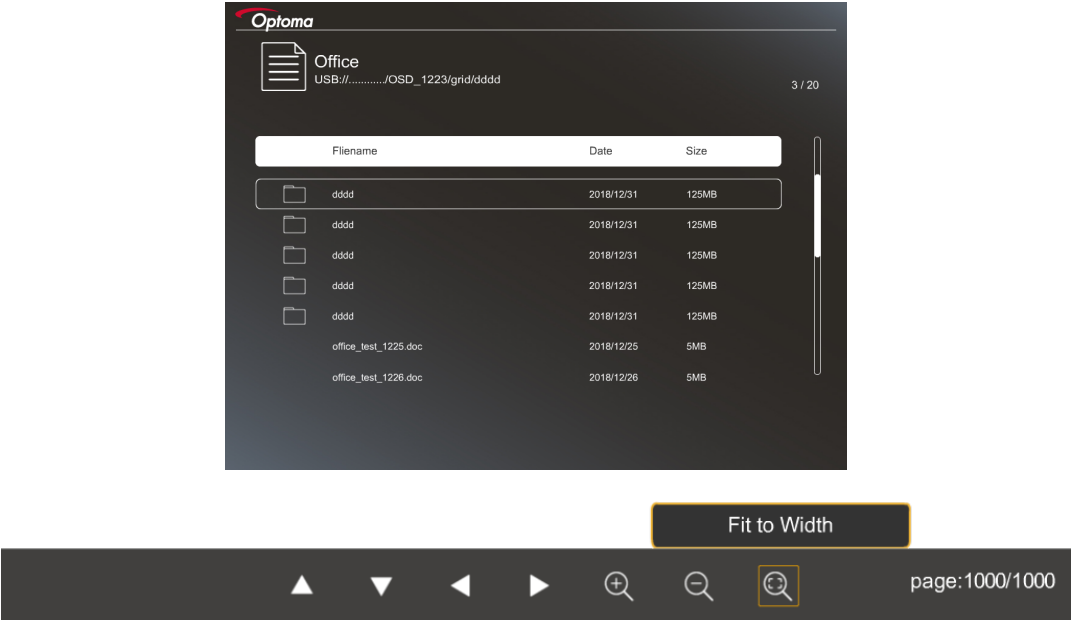 Optoma
Office
USB://.........../OSD_1223/grid/dddd
3 / 20
Fliename Date Size
dddd 2018/12/31 125MB
dddd 2018/12/31 125MB
dddd 2018/12/31 125MB
dddd 2018/12/31 125MB
dddd 2018/12/31 125MB
office_test_1225.doc 2018/12/25 5MB
office_test_1226.doc 2018/12/26 5MB
Fit to Width
page:1000/1000